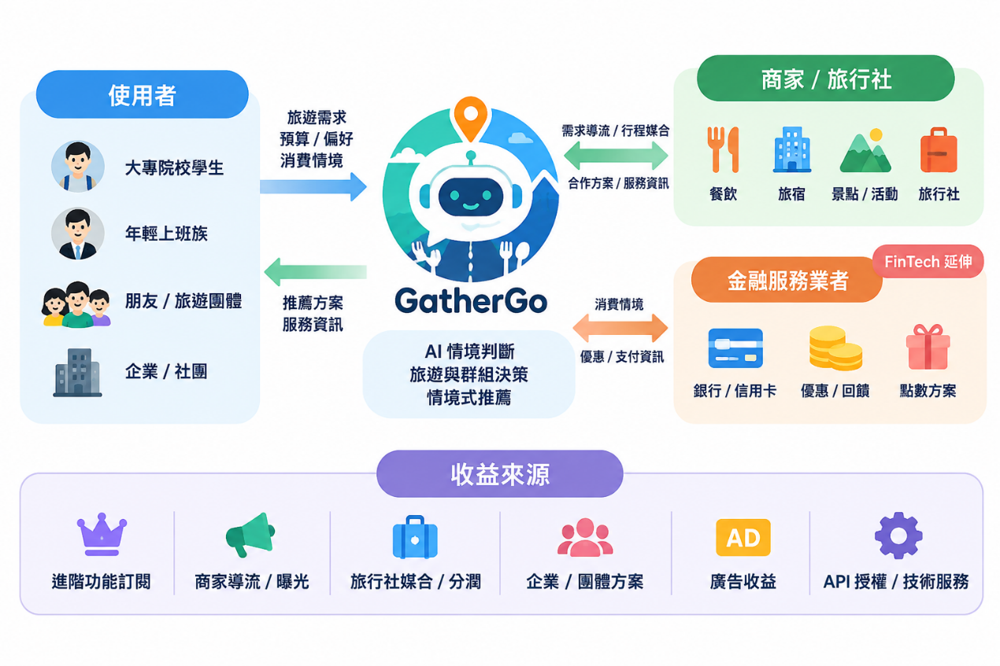 使用者
大專院校學生
年輕上班族
朋友 / 旅遊團體
企業 / 社團
旅遊需求
預算 / 偏好
消費情境
推薦方案
服務資訊
GatherGo
AI 情境判斷
旅遊與群組決策
情境式推薦
需求導流 / 行程媒合
合作方案 / 服務資訊
商家 / 旅行社
餐飲
旅宿
景點 / 活動
旅行社
消費情境
優惠 / 支付資訊
FinTech 延伸
金融服務業者
銀行 / 信用卡
優惠 / 回饋
點數方案
收益來源
進階功能訂閱
商家導流 / 曝光
旅行社媒合 / 分潤
企業 / 團體方案
AD
廣告收益
API 授權 / 技術服務